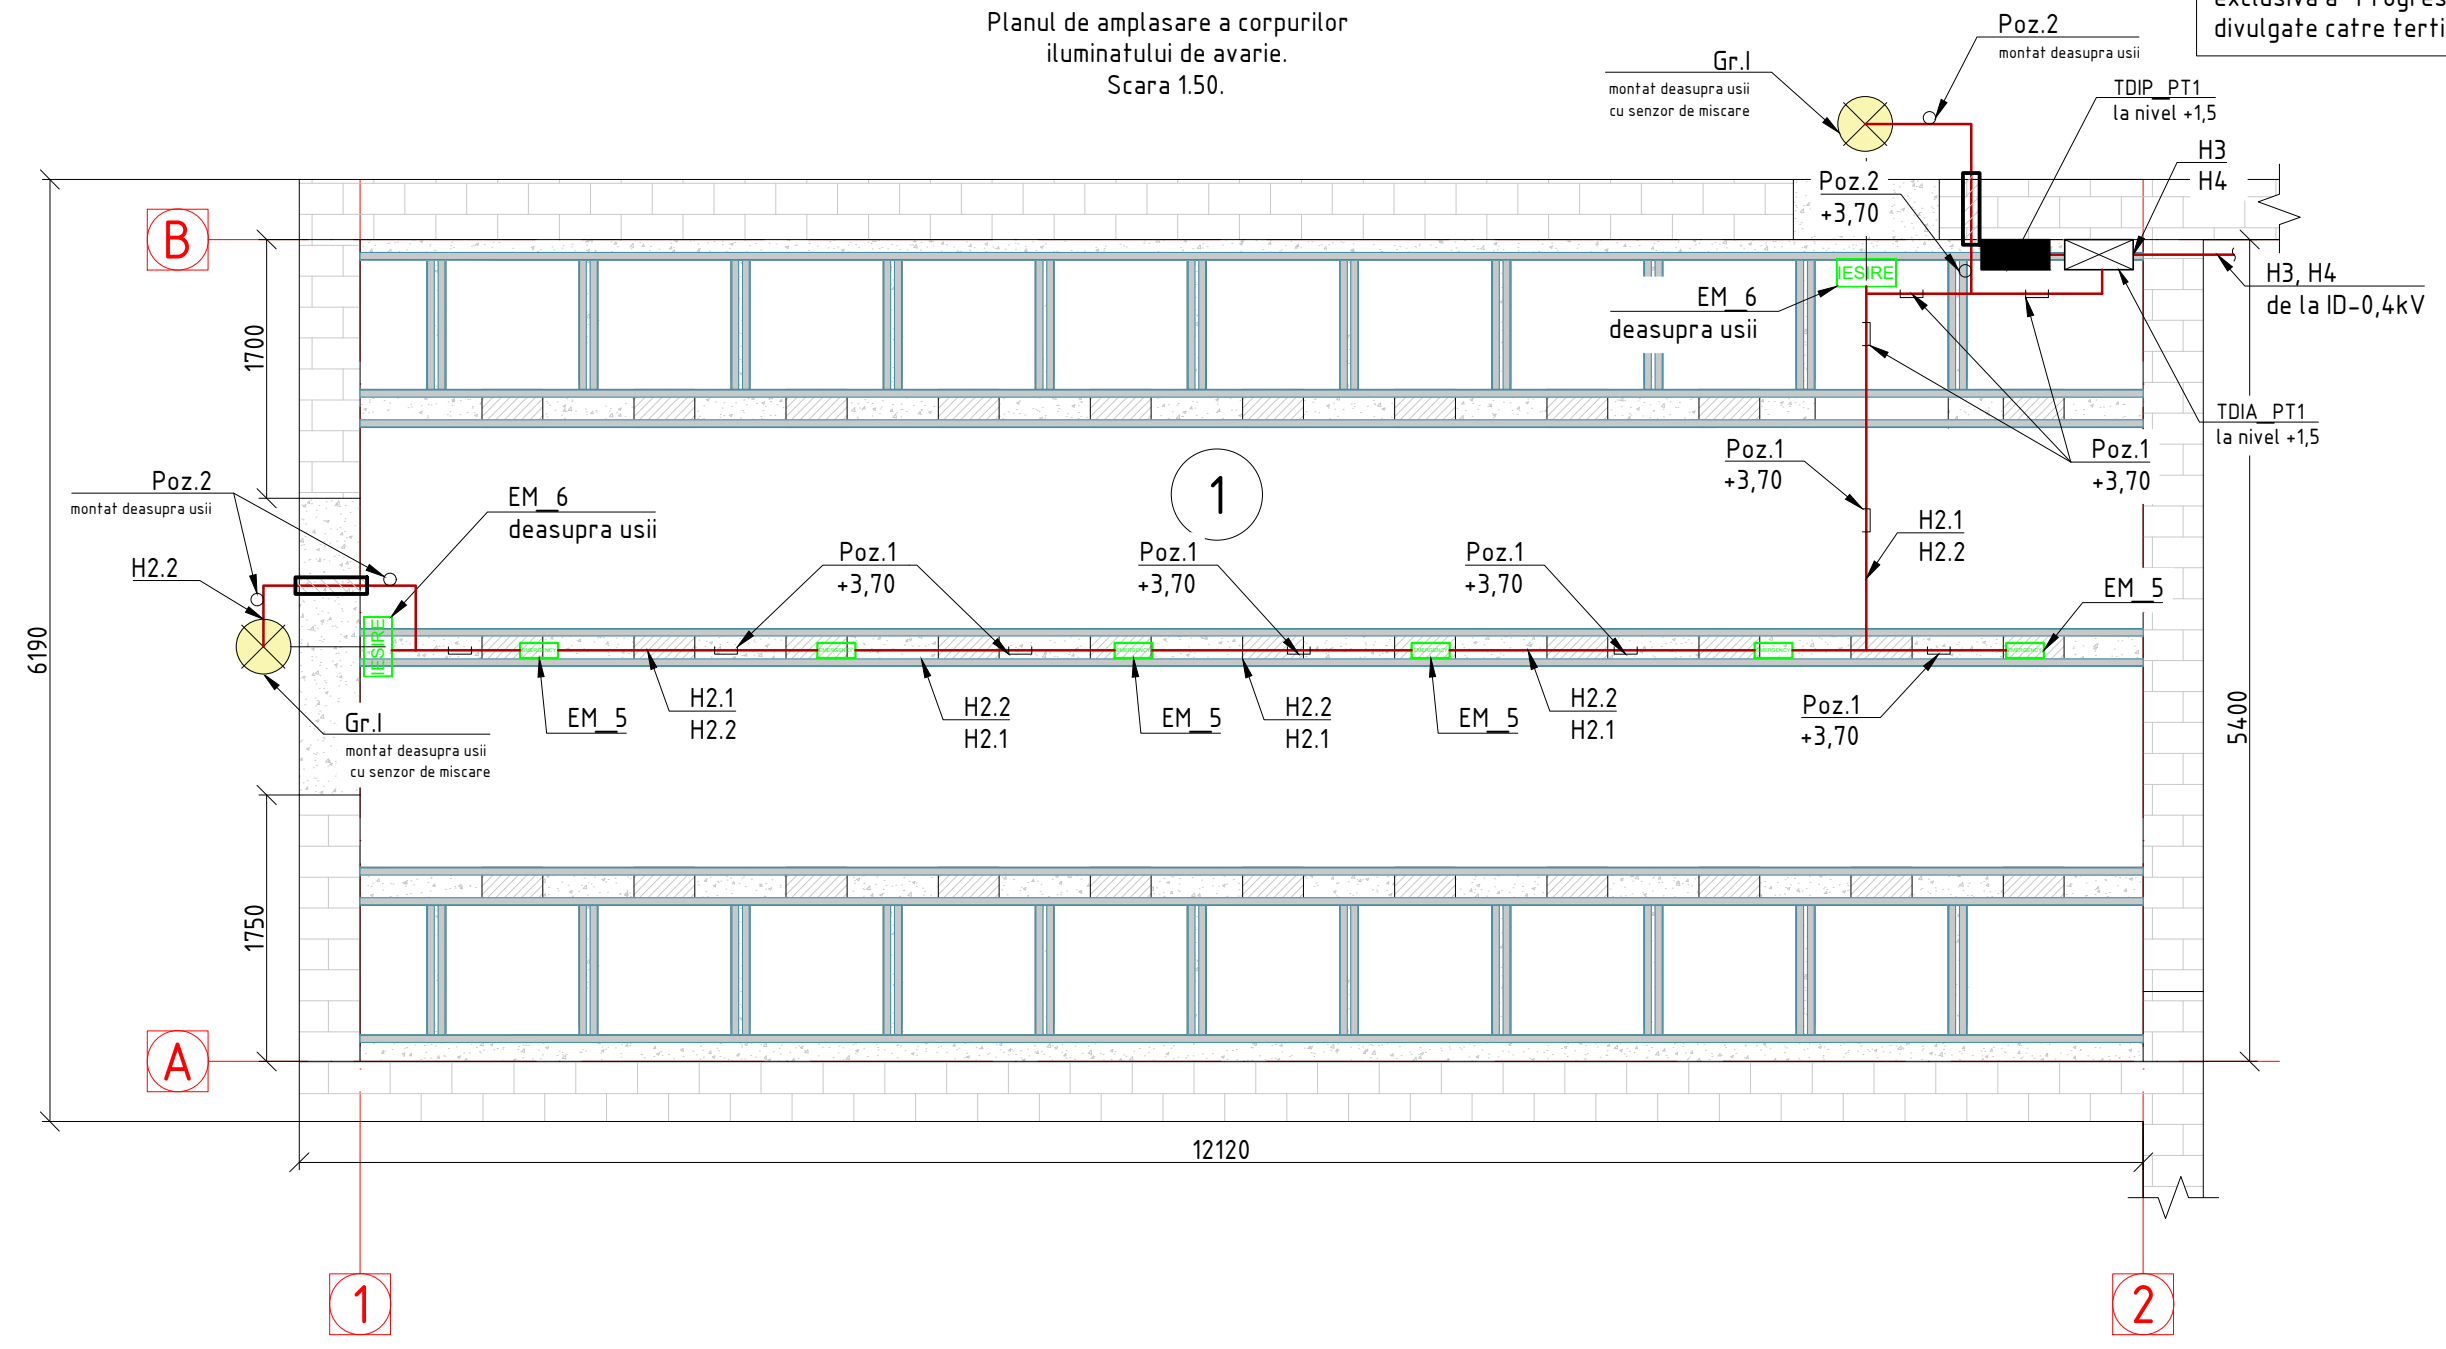 Planul de amplasare a corpurilor
iluminatului de avarie.
Scara 1:50.
divulgate catre terti
Poz.2
montat deasupra usii
Gr.I
montat deasupra usii
cu senzor de miscare
TDIP_PT1
la nivel +1,5
H3
H4
Poz.2
+3,70
B
IESIRE
H3, H4
de la ID-0,4kV
EM_6
deasupra usii
1700
TDIA_PT1
la nivel +1,5
Poz.1
+3,70
Poz.1
+3,70
Poz.2
montat deasupra usii
EM_6
deasupra usii
1
H2.1
H2.2
H2.2
Poz.1
+3,70
Poz.1
+3,70
Poz.1
+3,70
EM_5
6190
IESIRE
EMERGENCY
EMERGENCY
EMERGENCY
EMERGENCY
EMERGENCY
EMERGENCY
Gr.I
montat deasupra usii
cu senzor de miscare
EM_5
H2.1
H2.2
H2.2
H2.1
EM_5
H2.2
H2.1
EM_5
H2.2
H2.1
Poz.1
+3,70
5400
1750
A
12120
1
2